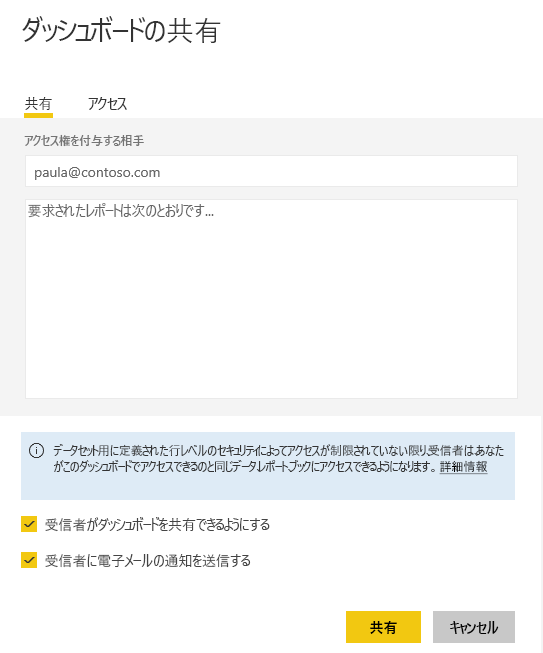 ダッシュボードの共有
共有 アクセス
アクセス権を付与する相手
paula@contoso.com
要求されたレポートは次のとおりです...
データセット用に定義された行レベルのセキュリティによってアクセスが制限されていない限り受信者はあなた
がこのダッシュボードでアクセスできるのと同じデータレポートブックにアクセスできるようになります。詳細情報
受信者がダッシュボードを共有できるようにする
受信者に電子メールの通知を送信する
共有 キャンセル